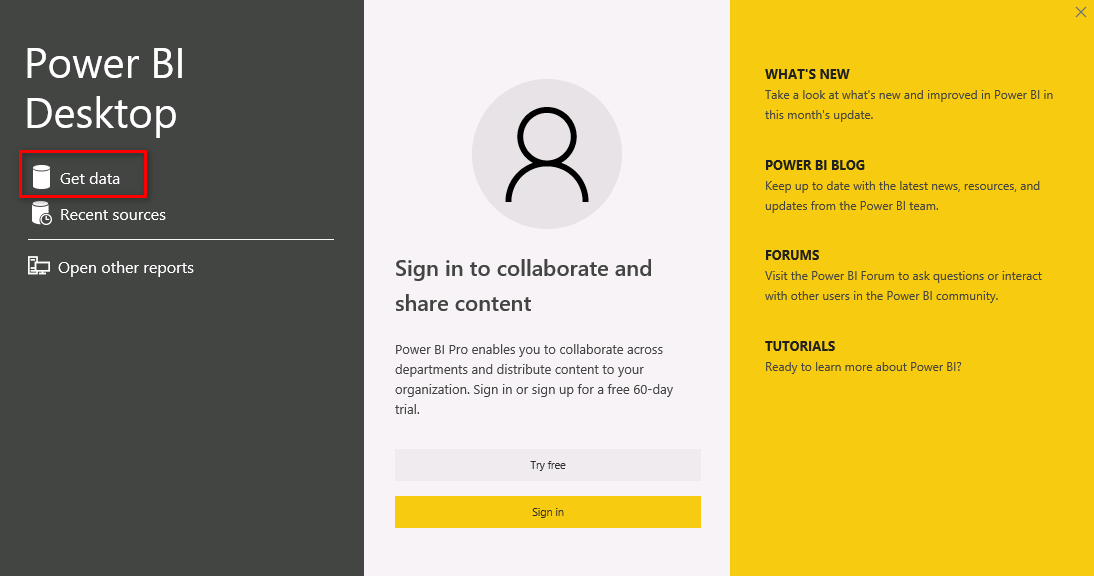 Power BI
Desktop
Get data
Recent sources
Open other reports
Sign in to collaborate and
share content
Power BI Pro enables you to collaborate across
departments and distribute content to your
organization. Sign in or sign up for a free 60-day
trial.
Try free
Sign in
WHAT'S NEW
Take a look at what's new and improved in Power BI in
this month's update.
POWER BI BLOG
Keep up to date with the latest news, resources, and
updates from the Power BI team.
FORUMS
Visit the Power BI Forum to ask questions or interact
with other users in the Power BI community.
TUTORIALS
Ready to learn more about Power BI?